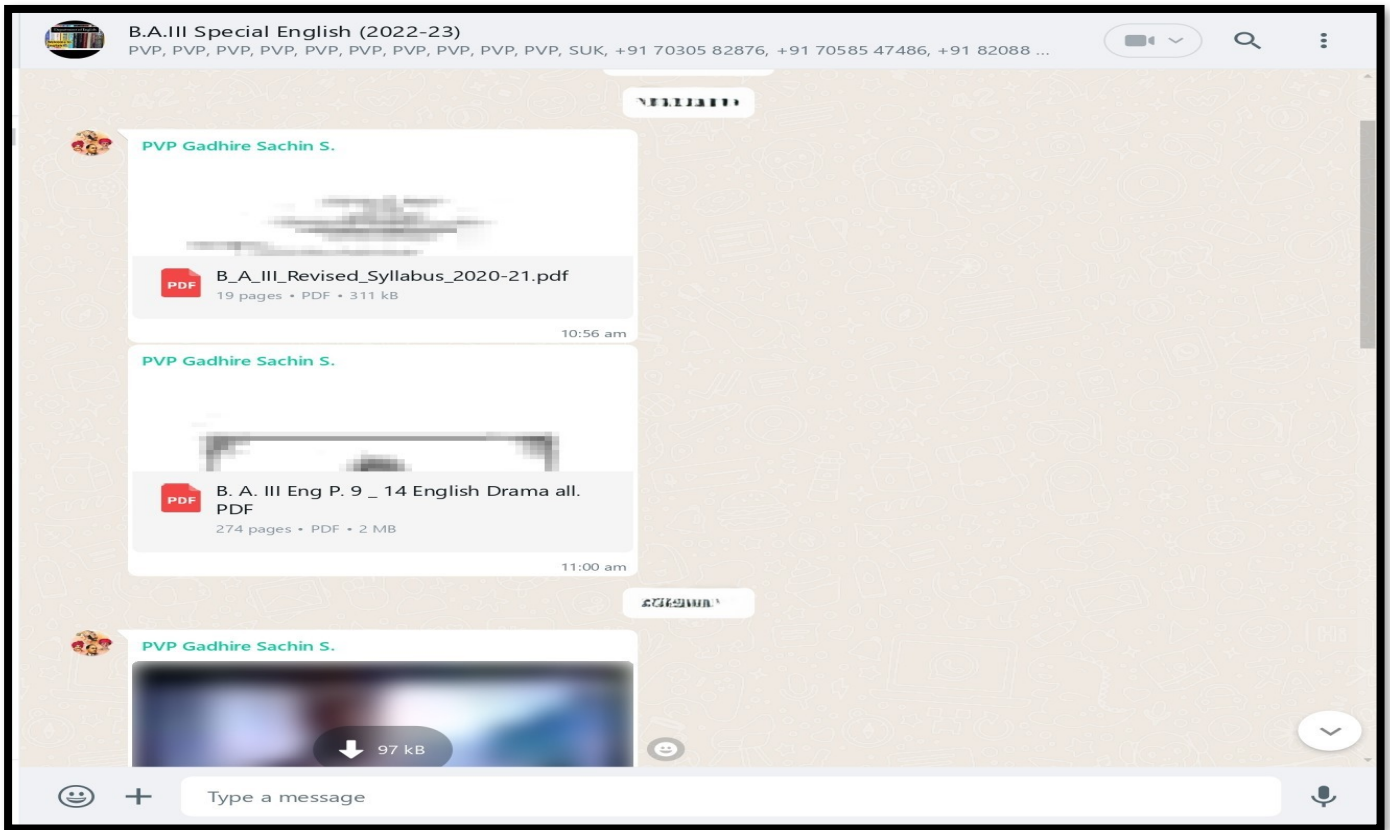 B.A.III Special English (2022-23)
PVP, PVP, PVP, PVP, PVP, PVP, PVP, PVP, PVP, PVP, SUK, +91 70305 82876, +91 70585 47486, +91 82088 ...
PVP Gadhire Sachin S.
B_A_III_Revised_Syllabus_2020-21.pdf
PDF
19 pages • PDF • 311 kB
10:56 am
PVP Gadhire Sachin S.
B. A. III Eng P. 9 _ 14 English Drama all.
PDF
PDF
274 pages • PDF • 2 MB
11:00 am
PVP Gadhire Sachin S.
97 kB
Type a message